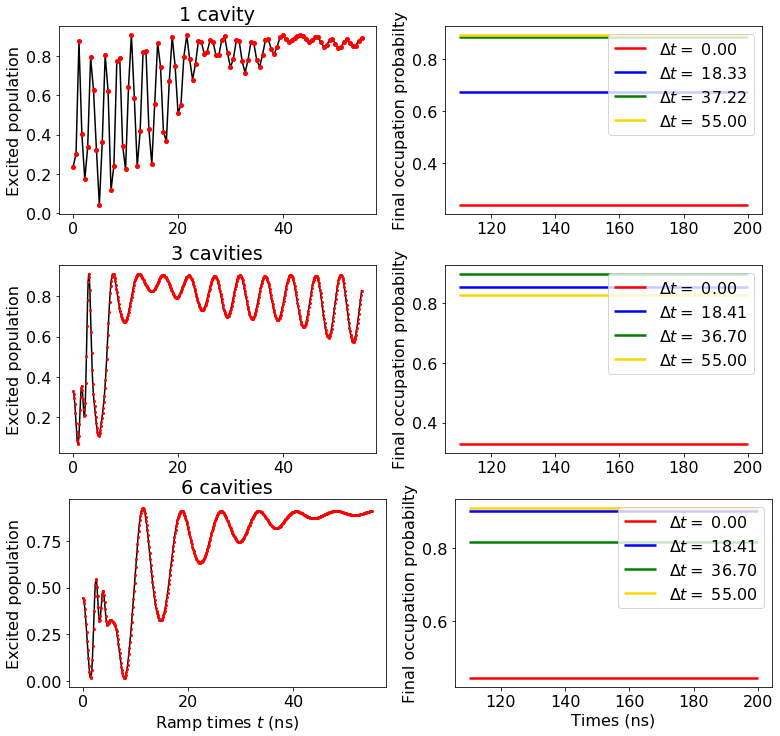 1 cavity
Excited population
0.8
0.6
0.4
0.2
0.0
0 20 40
Final occupation probabilty
0.8
0.6
0.4
Δt = 0.00
Δt = 18.33
Δt = 37.22
Δt = 55.00
120 140 160 180 200
3 cavities
Excited population
0.8
0.6
0.4
0.2
0 20 40
Final occupation probabilty
0.8
0.6
0.4
Δt = 0.00
Δt = 18.41
Δt = 36.70
Δt = 55.00
120 140 160 180 200
6 cavities
Excited population
0.75
0.50
0.25
0.00
0 20 40
Ramp times t (ns)
Final occupation probabilty
0.8
0.6
Δt = 0.00
Δt = 18.41
Δt = 36.70
Δt = 55.00
120 140 160 180 200
Times (ns)